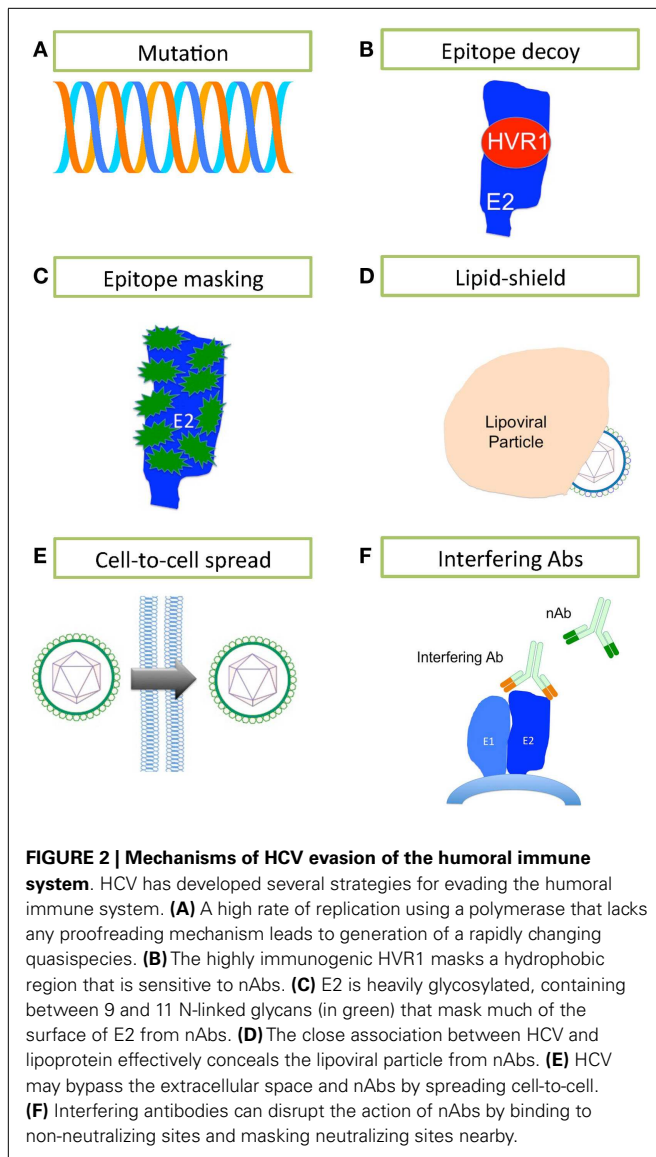 A Mutation
B Epitope decoy
HVR1
E2
C Epitope masking
E2
D Lipid-shield
Lipoviral
Particle
E Cell-to-cell spread
F Interfering Abs
nAb
Interfering Ab
E1 E2
FIGURE 2 | Mechanisms of HCV evasion of the humoral immune
system. HCV has developed several strategies for evading the humoral
immune system. (A) A high rate of replication using a polymerase that lacks
any proofreading mechanism leads to generation of a rapidly changing
quasispecies. (B) The highly immunogenic HVR1 masks a hydrophobic
region that is sensitive to nAbs. (C) E2 is heavily glycosylated, containing
between 9 and 11 N-linked glycans (in green) that mask much of the
surface of E2 from nAbs. (D) The close association between HCV and
lipoprotein effectively conceals the lipoviral particle from nAbs. (E) HCV
may bypass the extracellular space and nAbs by spreading cell-to-cell.
(F) Interfering antibodies can disrupt the action of nAbs by binding to
non-neutralizing sites and masking neutralizing sites nearby.